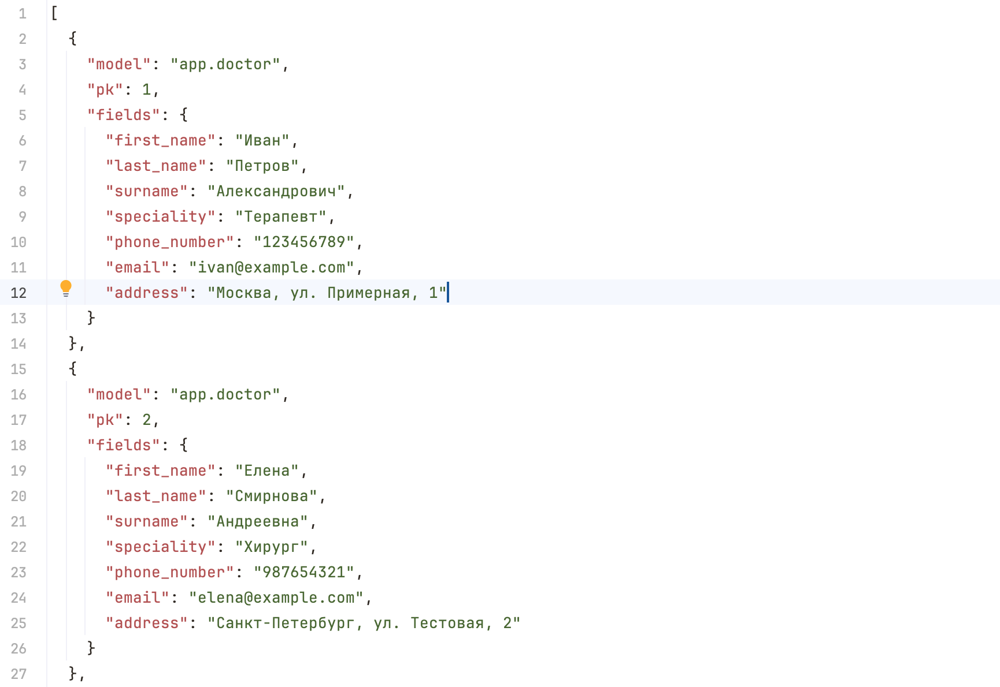 1 [
2 {
3 "model": "app.doctor",
4 "pk": 1,
5 "fields": {
6 "first_name": "Иван",
7 "last_name": "Петров",
8 "surname": "Александрович",
9 "speciality": "Терапевт",
10 "phone_number": "123456789",
11 "email": "ivan@example.com",
12 "address": "Москва, ул. Примерная, 1"
13 }
14 },
15 {
16 "model": "app.doctor",
17 "pk": 2,
18 "fields": {
19 "first_name": "Елена",
20 "last_name": "Смирнова",
21 "surname": "Андреевна",
22 "speciality": "Хирург",
23 "phone_number": "987654321",
24 "email": "elena@example.com",
25 "address": "Санкт-Петербург, ул. Тестовая, 2"
26 }
27 },